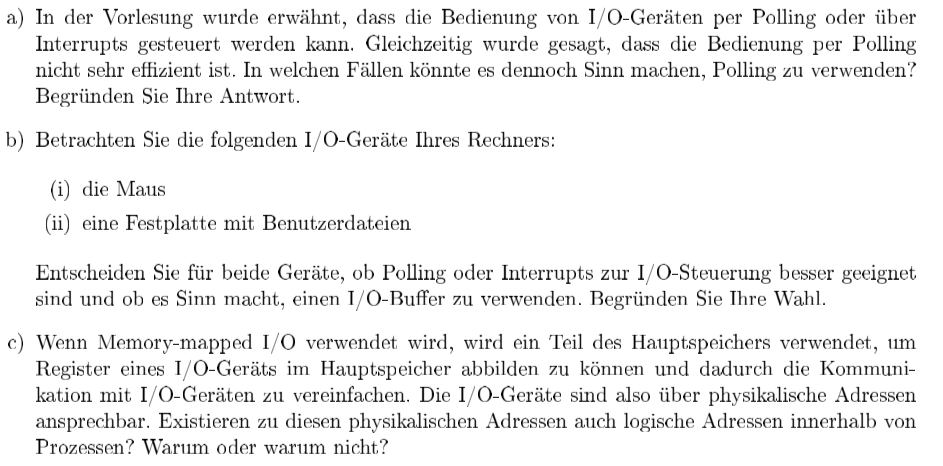 a) In der Vorlesung wurde erwähnt, dass die Bedienung von I/O-Geräten per Polling oder über
Interrupts gesteuert werden kann. Gleichzeitig wurde gesagt, dass die Bedienung per Polling
nicht sehr effizient ist. In welchen Fällen könnte es dennoch Sinn machen, Polling zu verwenden?
Begründen Sie Ihre Antwort.
b) Betrachten Sie die folgenden I/O-Geräte Ihres Rechners:
(i) die Maus
(ii) eine Festplatte mit Benutzerdateien
Entscheiden Sie für beide Geräte, ob Polling oder Interrupts zur I/O-Steuerung besser geeignet
sind und ob es Sinn macht, einen I/O-Buffer zu verwenden. Begründen Sie Ihre Wahl.
c) Wenn Memory-mapped I/O verwendet wird, wird ein Teil des Hauptspeichers verwendet, um
Register eines I/O-Geräts im Hauptspeicher abbilden zu können und dadurch die Kommuni-
kation mit I/O-Geräten zu vereinfachen. Die I/O-Geräte sind also über physikalische Adressen
ansprechbar. Existieren zu diesen physikalischen Adressen auch logische Adressen innerhalb von
Prozessen? Warum oder warum nicht?